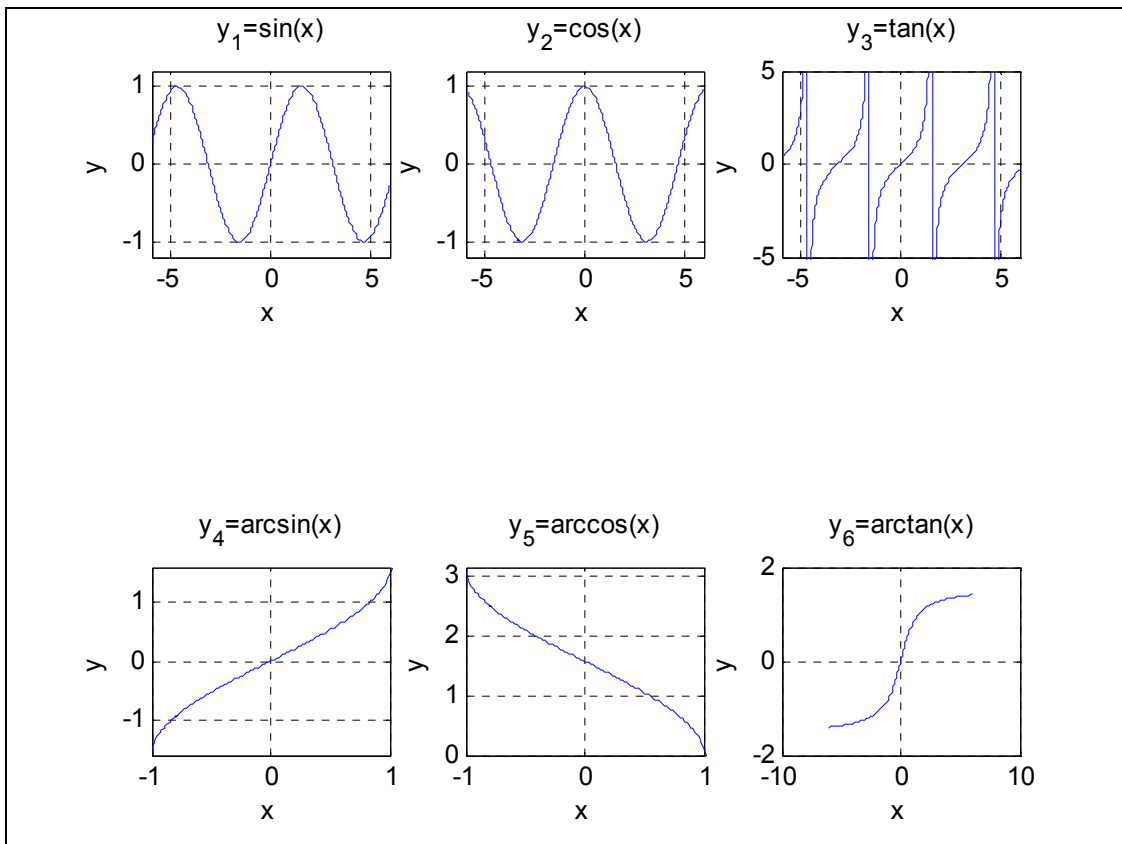 y1=sin(x)
1
0
-1
y
-5 0 5
x
y2=cos(x)
1
0
-1
y
-5 0 5
x
y3=tan(x)
5
0
-5
y
-5 0 5
x
y4=arcsin(x)
1
0
-1
y
-1 0 1
x
y5=arccos(x)
3
2
1
0
y
-1 0 1
x
y6=arctan(x)
2
0
-2
y
-10 0 10
x